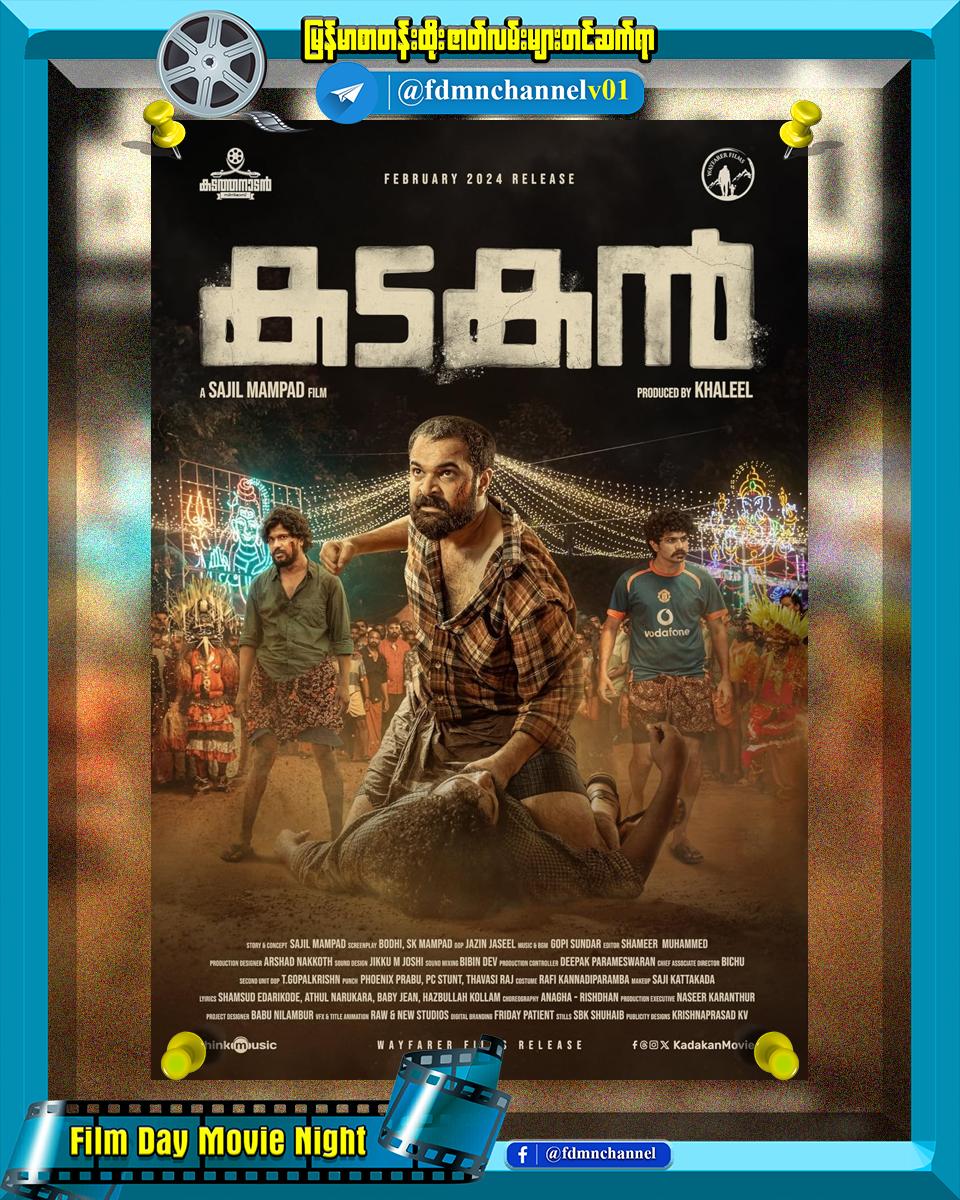 မြန်မာစာတန်းထိုးဇာတ်လမ်းများတင်ဆက်ရာ
@fdmnchannelv01
കടത്തനാടൻ
FEBRUARY 2024 RELEASE
WAYFARER FILMS
കടകൻ
A SAJIL MAMPAD FILM
PRODUCED BY KHALEEL
vodafone
STORY & CONCEPT SAJIL MAMPAD SCREENPLAY BODHI, SK MAMPAD DOP JAZIN JASEEL MUSIC & BGM GOPI SUNDAR EDITOR SHAMEER MUHAMMED
PRODUCTION DESIGNER ARSHAD NAKKOTH SOUND DESIGN JIKKU M JOSHI SOUND MIXING BIBIN DEV PRODUCTION CONTROLLER DEEPAK PARAMESWARAN CHIEF ASSOCIATE DIRECTOR BICHU
SECOND UNIT DOP T.GOPALKRISHN PUNCH PHOENIX PRABU, PC STUNT, THAVASI RAJ COSTUME RAFI KANNADIPARAMBA MAKEUP SAJI KATTAKADA
LYRICS SHAMSUD EDARIKODE, ATHUL NARUKARA, BABY JEAN, HAZBULLAH KOLLAM CHOREOGRAPHY ANAGHA - RISHDHAN PRODUCTION EXECUTIVE NASEER KARANTHUR
PROJECT DESIGNER BABU NILAMBUR VFX & TITLE ANIMATION RAW & NEW STUDIOS DIGITAL BRANDING FRIDAY PATIENT STILLS SBK SHUHAIB PUBLICITY DESIGNS KRISHNAPRASAD KV
WAYFARER FILMS RELEASE
KadakanMovie
Film Day Movie Night
@fdmnchannel